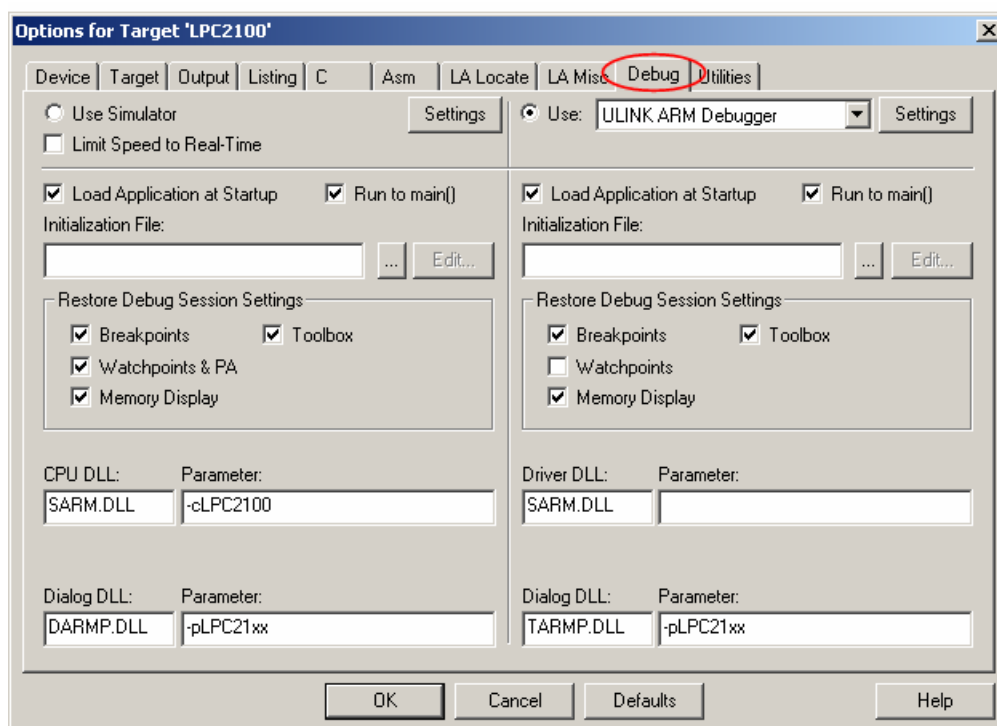 Options for Target 'LPC2100'
Device Target Output Listing C Asm LA Locate LA Misc Debug Utilities
Use Simulator Settings
Limit Speed to Real-Time
Use: ULINK ARM Debugger Settings
Load Application at Startup Run to main()
Initialization File:
... Edit...
Load Application at Startup Run to main()
Initialization File:
... Edit...
Restore Debug Session Settings
Breakpoints Toolbox
Watchpoints & PA
Memory Display
Restore Debug Session Settings
Breakpoints Toolbox
Watchpoints
Memory Display
CPU DLL: Parameter:
SARM.DLL -cLPC2100
Driver DLL: Parameter:
SARM.DLL
Dialog DLL: Parameter:
DARMP.DLL -pLPC21xx
Dialog DLL: Parameter:
TARMP.DLL -pLPC21xx
OK Cancel Defaults Help